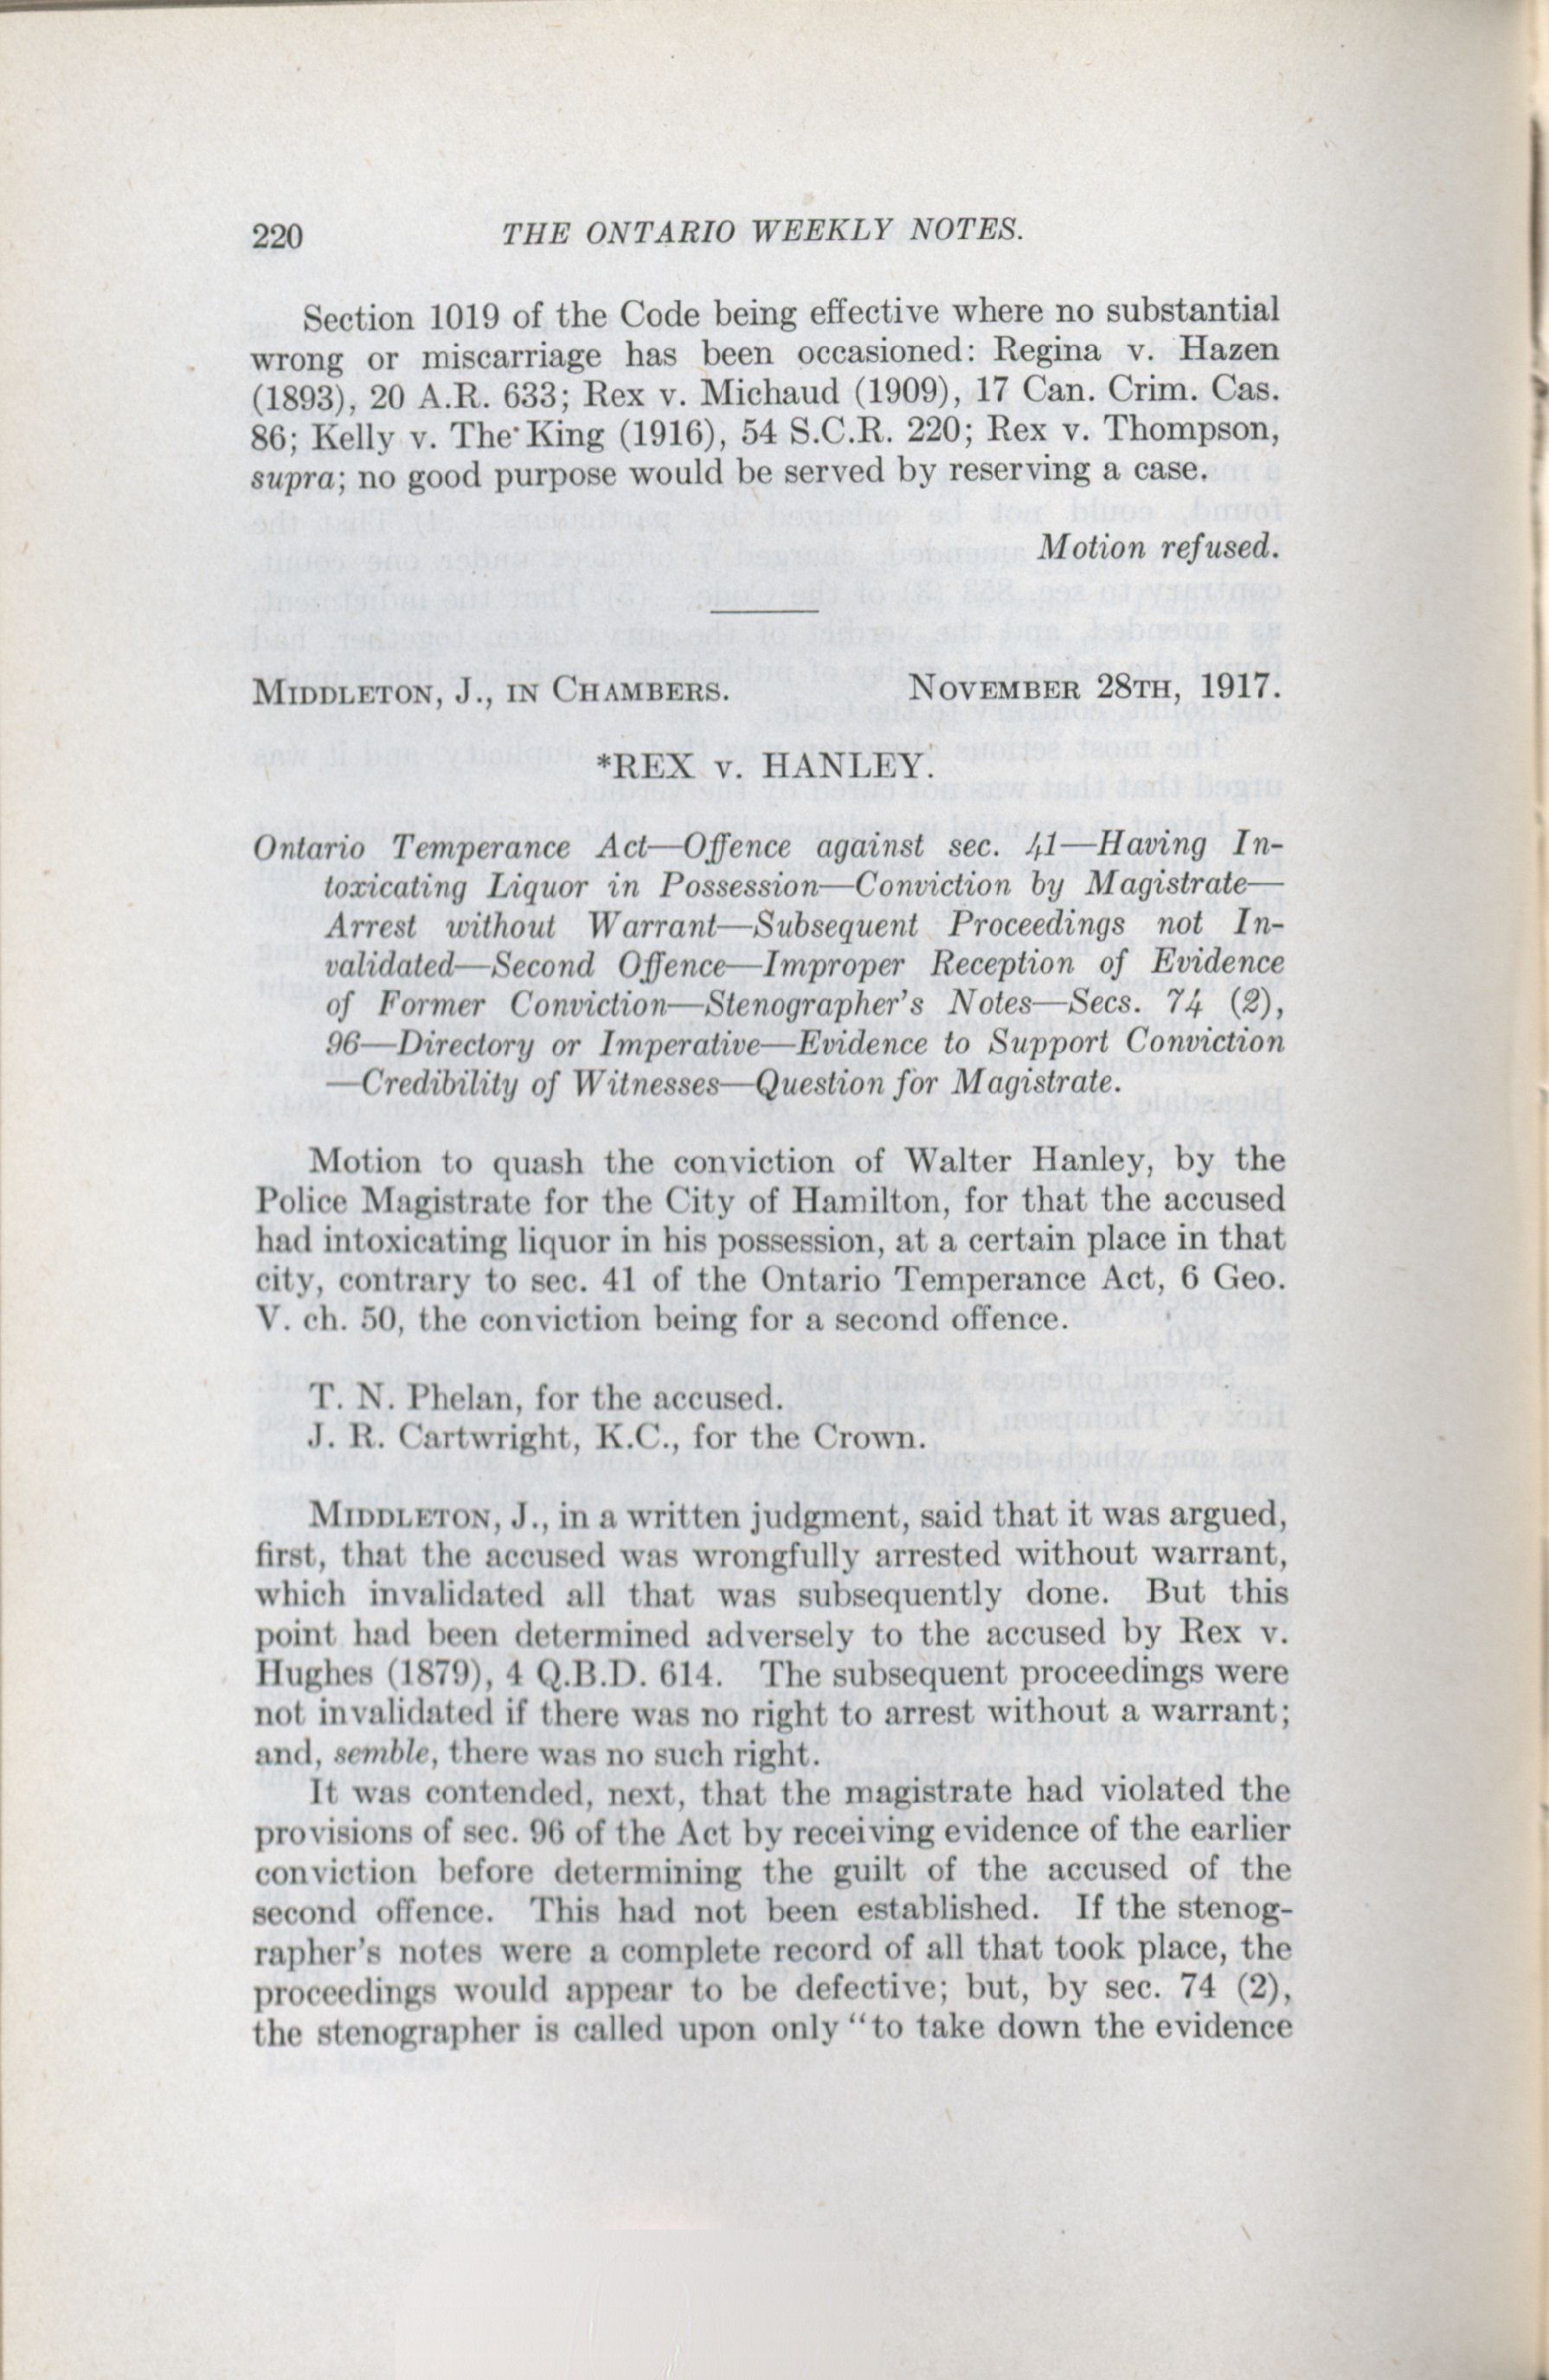 220 THE ONTARIO WEEKLY NOTES.
Section 1019 of the Code being effective where no substantial
wrong or miscarriage has been occasioned: Regina v. Hazen
(1893), 20 A.R. 633; Rex v. Michaud (1909), 17 Can. Crim. Cas.
86; Kelly v. The King (1916), 54 S.C.R. 220; Rex v. Thompson,
supra; no good purpose would be served by reserving a case.
Motion refused.
MIDDLETON, J., IN CHAMBERS. NOVEMBER 28TH, 1917.
*REX v. HANLEY.
Ontario Temperance Act—Offence against sec. 41—Having In-
toxicating Liquor in Possession—Conviction by Magistrate—
Arrest without Warrant—Subsequent Proceedings not In-
validated—Second Offence—Improper Reception of Evidence
of Former Conviction—Stenographer's Notes—Secs. 74 (2),
96—Directory or Imperative—Evidence to Support Conviction
—Credibility of Witnesses—Question for Magistrate.
Motion to quash the conviction of Walter Hanley, by the
Police Magistrate for the City of Hamilton, for that the accused
had intoxicating liquor in his possession, at a certain place in that
city, contrary to sec. 41 of the Ontario Temperance Act, 6 Geo.
V. ch. 50, the conviction being for a second offence.
T. N. Phelan, for the accused.
J. R. Cartwright, K.C., for the Crown.
MIDDLETON, J., in a written judgment, said that it was argued,
first, that the accused was wrongfully arrested without warrant,
which invalidated all that was subsequently done. But this
point had been determined adversely to the accused by Rex v.
Hughes (1879), 4 Q.B.D. 614. The subsequent proceedings were
not invalidated if there was no right to arrest without a warrant;
and, semble, there was no such right.
It was contended, next, that the magistrate had violated the
provisions of sec. 96 of the Act by receiving evidence of the earlier
conviction before determining the guilt of the accused of the
second offence. This had not been established. If the stenog-
rapher's notes were a complete record of all that took place, the
proceedings would appear to be defective; but, by sec. 74 (2),
the stenographer is called upon only "to take down the evidence